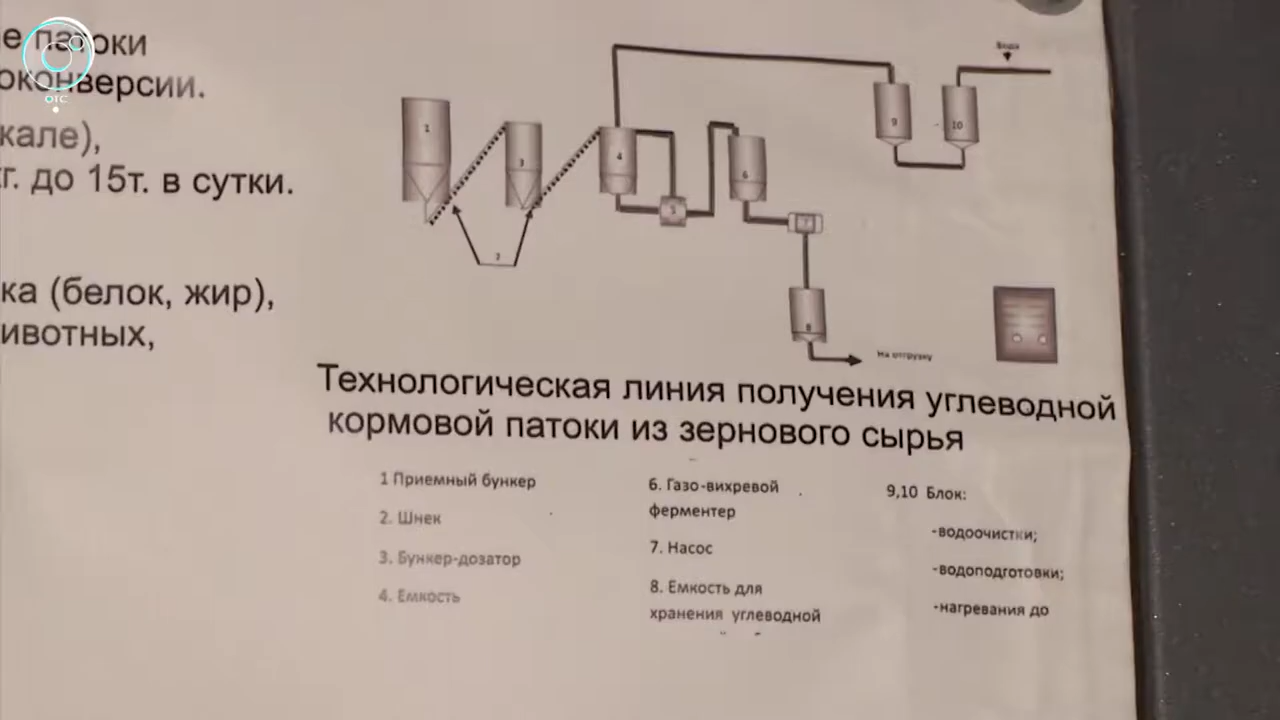 е патоки
оконверсии.
кале),
г. до 15т. в сутки.
ка (белок, жир),
ивотных,
ОТС
Вода
1
3
4
5
6
7
8
9
10
2
На отгрузку
Технологическая линия получения углеводной
кормовой патоки из зернового сырья
1 Приемный бункер
2. Шнек
3. Бункер-дозатор
4. Емкость
6. Газо-вихревой
ферментер
7. Насос
8. Емкость для
хранения углеводной
9,10 Блок:
-водоочистки;
-водоподготовки;
-нагревания до